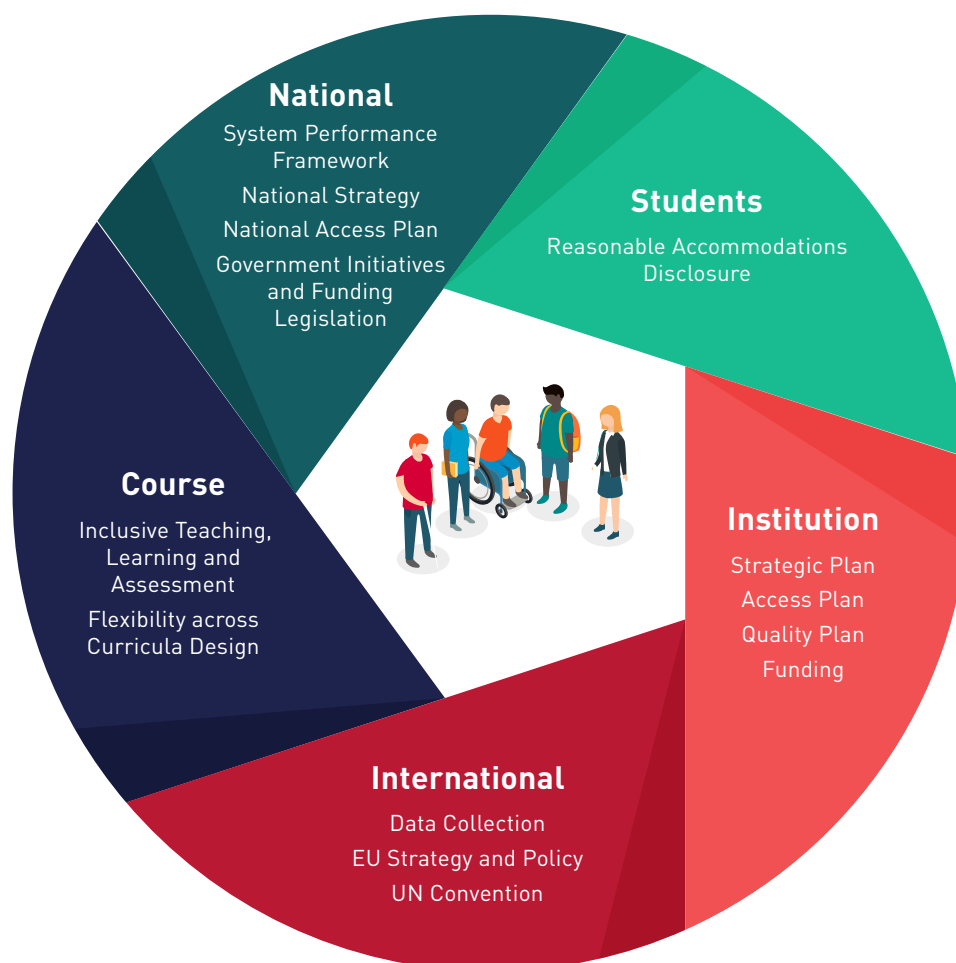 National
System Performance
Framework
National Strategy
National Access Plan
Government Initiatives
and Funding
Legislation
Students
Reasonable Accommodations
Disclosure
Institution
Strategic Plan
Access Plan
Quality Plan
Funding
International
Data Collection
EU Strategy and Policy
UN Convention
Course
Inclusive Teaching,
Learning and
Assessment
Flexibility across
Curricula Design